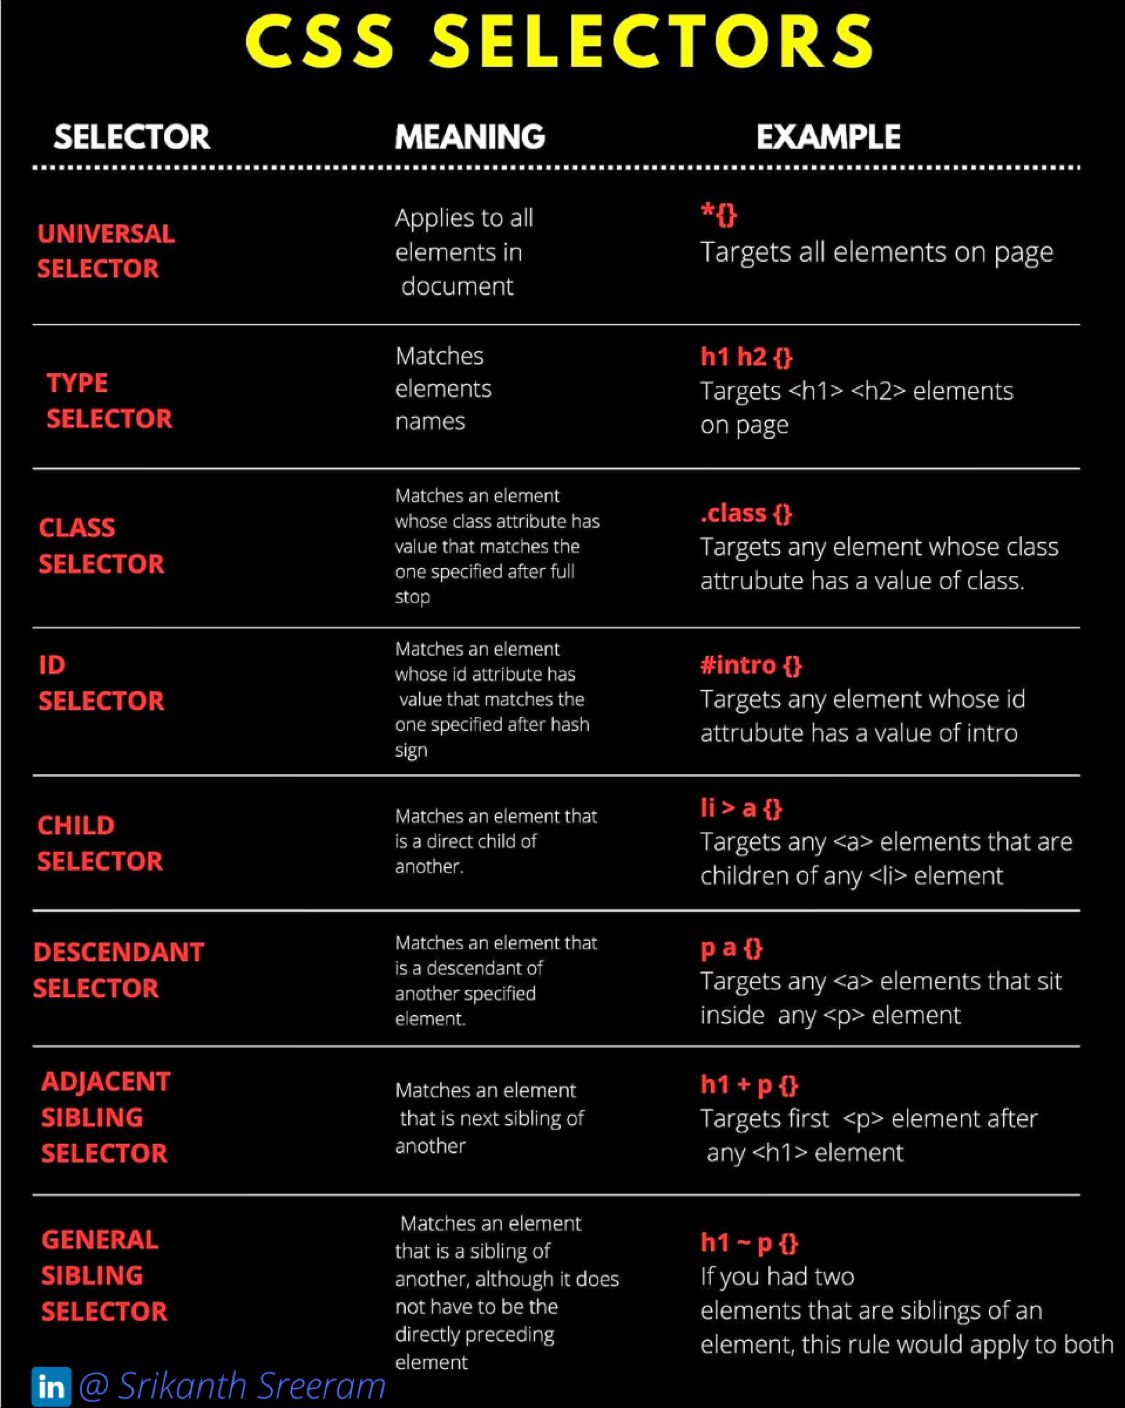 CSS SELECTORS
SELECTOR MEANING EXAMPLE
UNIVERSAL
SELECTOR
Applies to all
elements in
document
*{}
Targets all elements on page
TYPE
SELECTOR
Matches
elements
names
h1 h2 {}
Targets <h1> <h2> elements
on page
CLASS
SELECTOR
Matches an element
whose class attribute has
value that matches the
one specified after full
stop
.class {}
Targets any element whose class
attrubute has a value of class.
ID
SELECTOR
Matches an element
whose id attribute has
value that matches the
one specified after hash
sign
#intro {}
Targets any element whose id
attrubute has a value of intro
CHILD
SELECTOR
Matches an element that
is a direct child of
another.
li > a {}
Targets any <a> elements that are
children of any <li> element
DESCENDANT
SELECTOR
Matches an element that
is a descendant of
another specified
element.
p a {}
Targets any <a> elements that sit
inside any <p> element
ADJACENT
SIBLING
SELECTOR
Matches an element
that is next sibling of
another
h1 + p {}
Targets first <p> element after
any <h1> element
GENERAL
SIBLING
SELECTOR
Matches an element
that is a sibling of
another, although it does
not have to be the
directly preceding
element
h1 ~ p {}
If you had two
elements that are siblings of an
element, this rule would apply to both
in @ Srikanth Sreeram